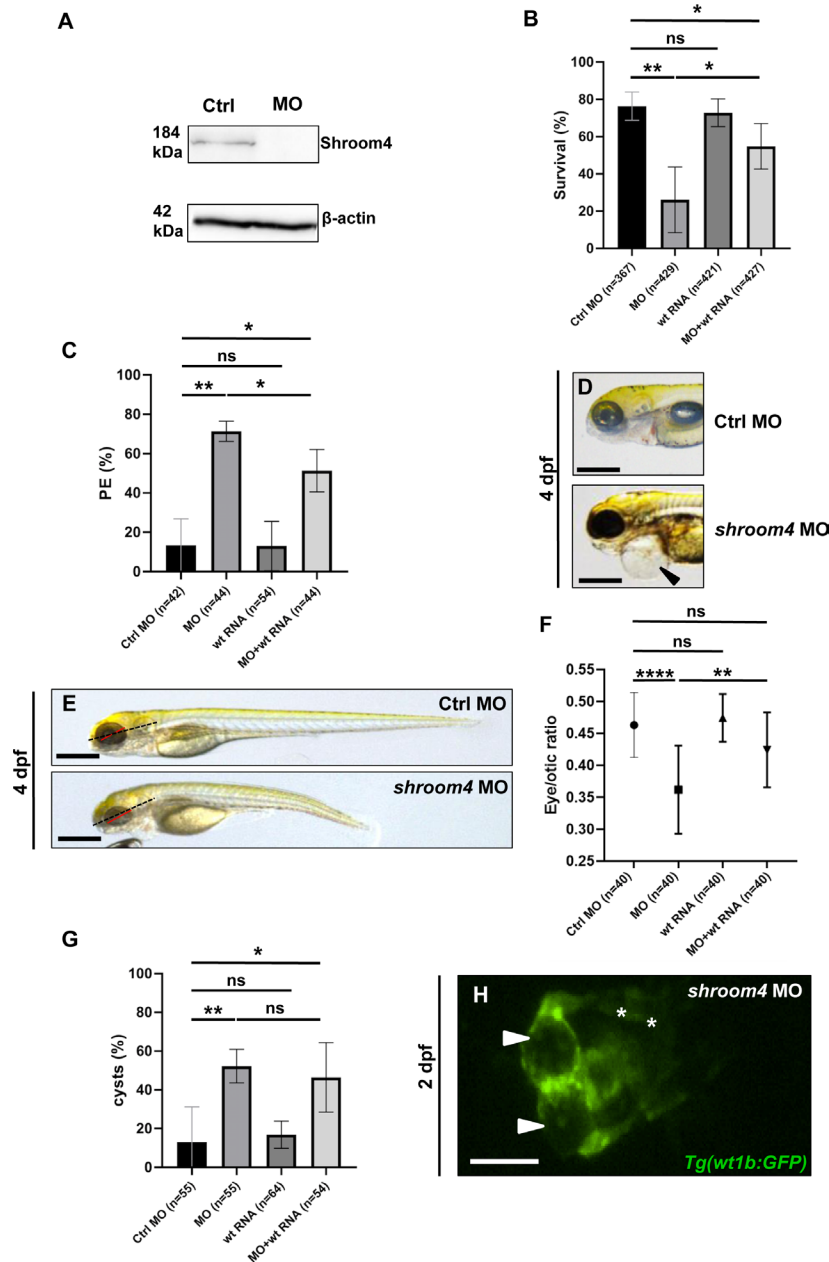 A
Ctrl MO
184 kDa
Shroom4
42 kDa
β-actin
B
*
ns
** *
Survival (%)
100
80
60
40
20
0
Ctrl MO (n=367)
MO (n=429)
wt RNA (n=421)
MO+wt RNA (n=427)
C
*
ns
** *
PE (%)
100
80
60
40
20
0
Ctrl MO (n=42)
MO (n=44)
wt RNA (n=54)
MO+wt RNA (n=44)
4 dpf
D
Ctrl MO
shroom4 MO
4 dpf
E
Ctrl MO
shroom4 MO
F
ns
ns
**** **
Eye/otic ratio
0.55
0.50
0.45
0.40
0.35
0.30
0.25
Ctrl MO (n=40)
MO (n=40)
wt RNA (n=40)
MO+wt RNA (n=40)
G
*
ns
** ns
cysts (%)
100
80
60
40
20
0
Ctrl MO (n=55)
MO (n=55)
wt RNA (n=64)
MO+wt RNA (n=54)
2 dpf
H
shroom4 MO
* *
Tg(wt1b:GFP)